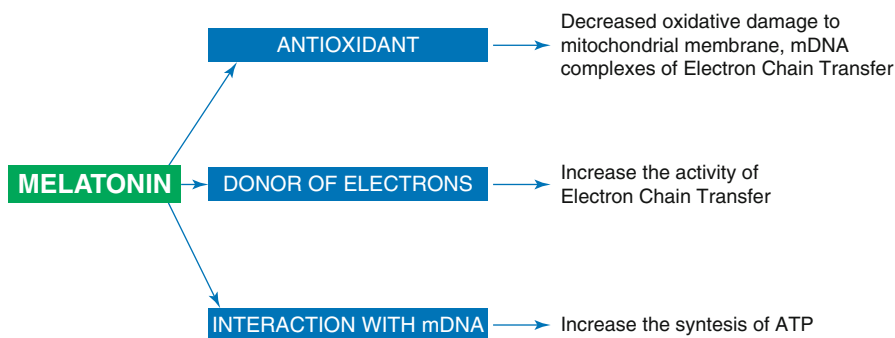 ANTIOXIDANT
Decreased oxidative damage to
mitochondrial membrane, mDNA
complexes of Electron Chain Transfer
MELATONIN
DONOR OF ELECTRONS
Increase the activity of
Electron Chain Transfer
INTERACTION WITH mDNA
Increase the syntesis of ATP